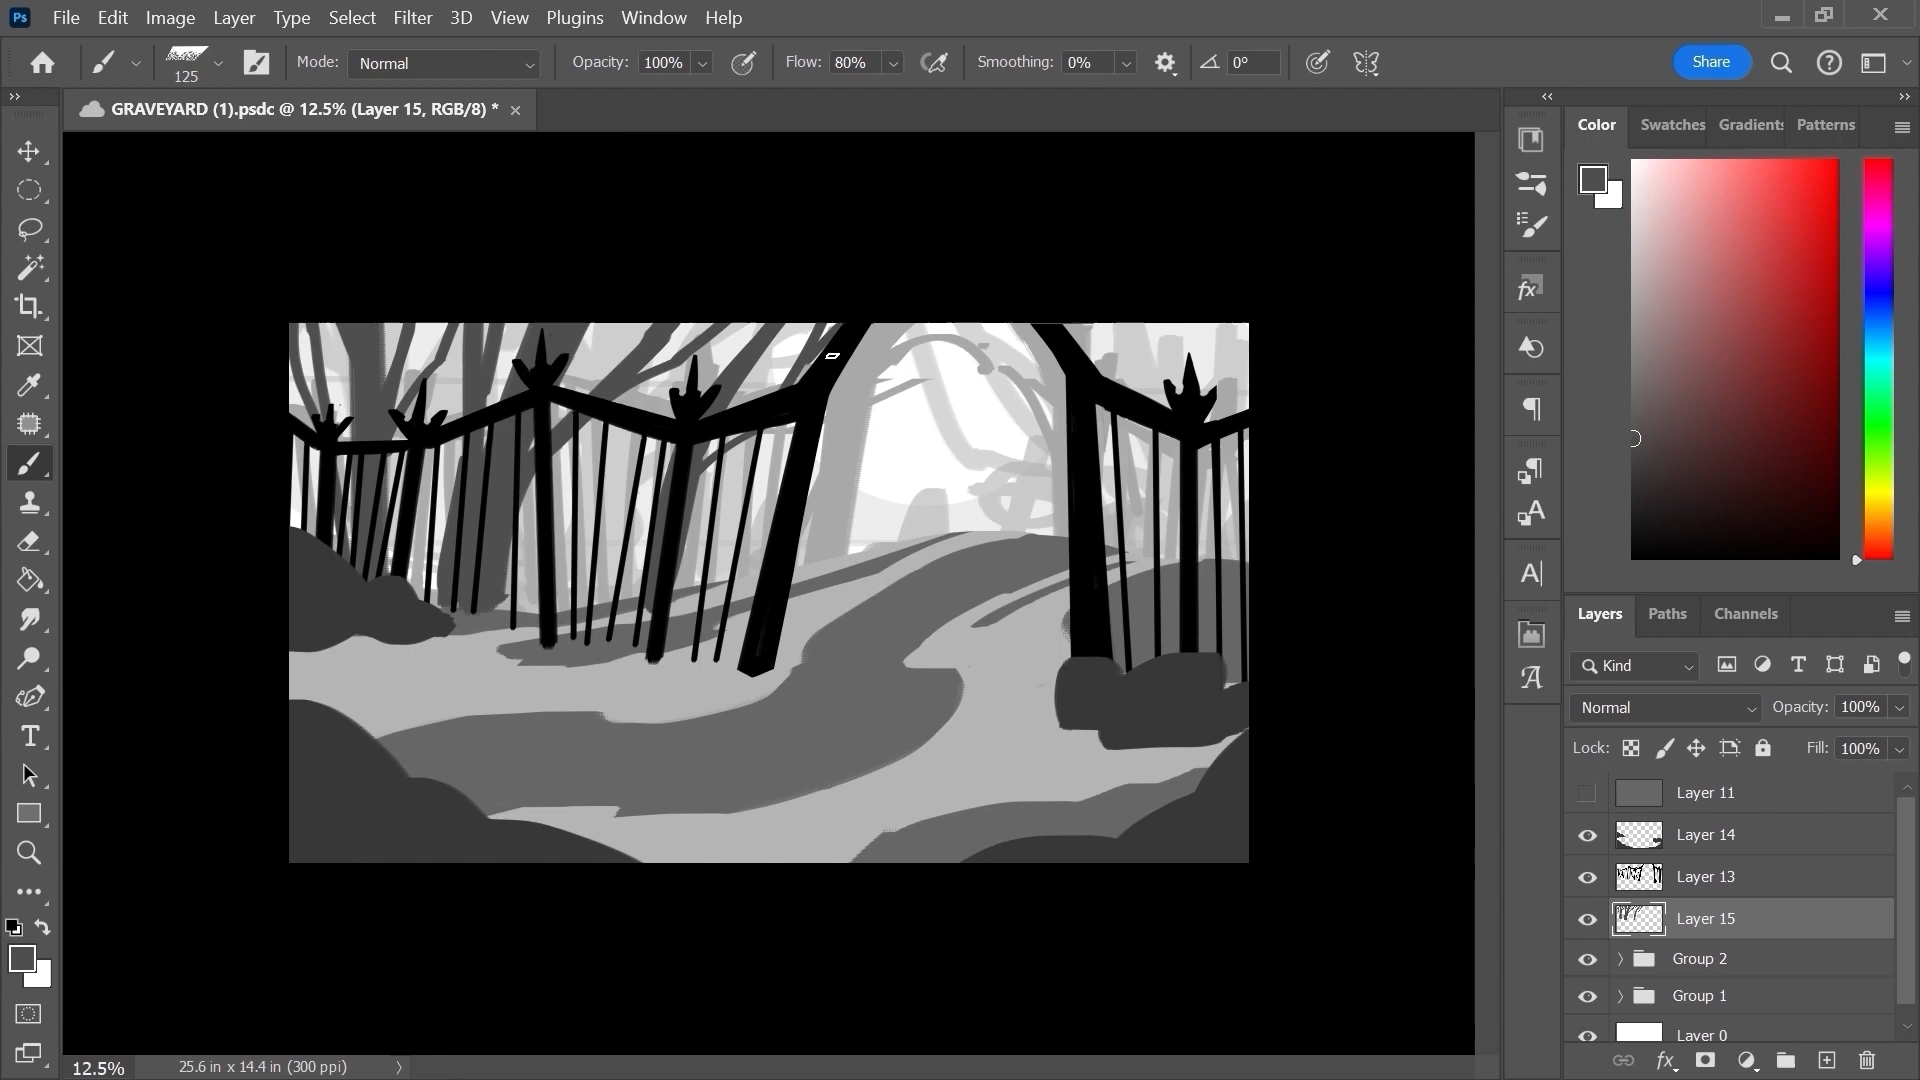 Ps File Edit Image Layer Type Select Filter 3D View Plugins Window Help
125 Mode: Normal Opacity: 100% Flow: 80% Smoothing: 0% 0° Share
GRAVEYARD (1).psdc @ 12.5% (Layer 15, RGB/8) *
Color Swatches Gradients Patterns
Layers Paths Channels
Kind
Normal Opacity: 100%
Lock: Fill: 100%
Layer 11
Layer 14
Layer 13
Layer 15
Group 2
Group 1
Layer 0
12.5% 25.6 in x 14.4 in (300 ppi)